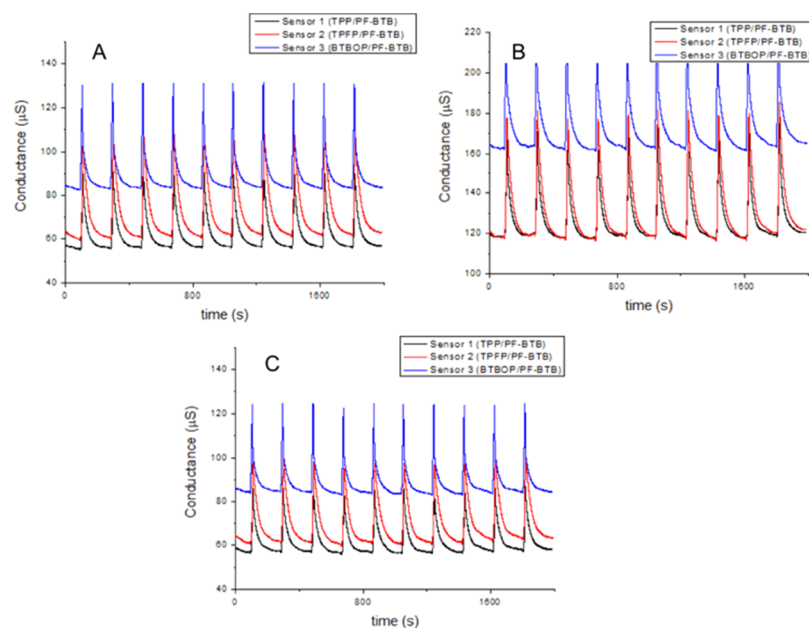 A
Sensor 1 (TPP/PF-BTB)
Sensor 2 (TPFP/PF-BTB)
Sensor 3 (BTBOP/PF-BTB)
140
120
100
80
60
40
Conductance (µS)
0
800
1600
time (s)
B
Sensor 1 (TPP/PF-BTB)
Sensor 2 (TPFP/PF-BTB)
Sensor 3 (BTBOP/PF-BTB)
220
200
180
160
140
120
100
Conductance (µS)
0
800
1600
time (s)
C
Sensor 1 (TPP/PF-BTB)
Sensor 2 (TPFP/PF-BTB)
Sensor 3 (BTBOP/PF-BTB)
140
120
100
80
60
40
Conductance (µS)
0
800
1600
time (s)